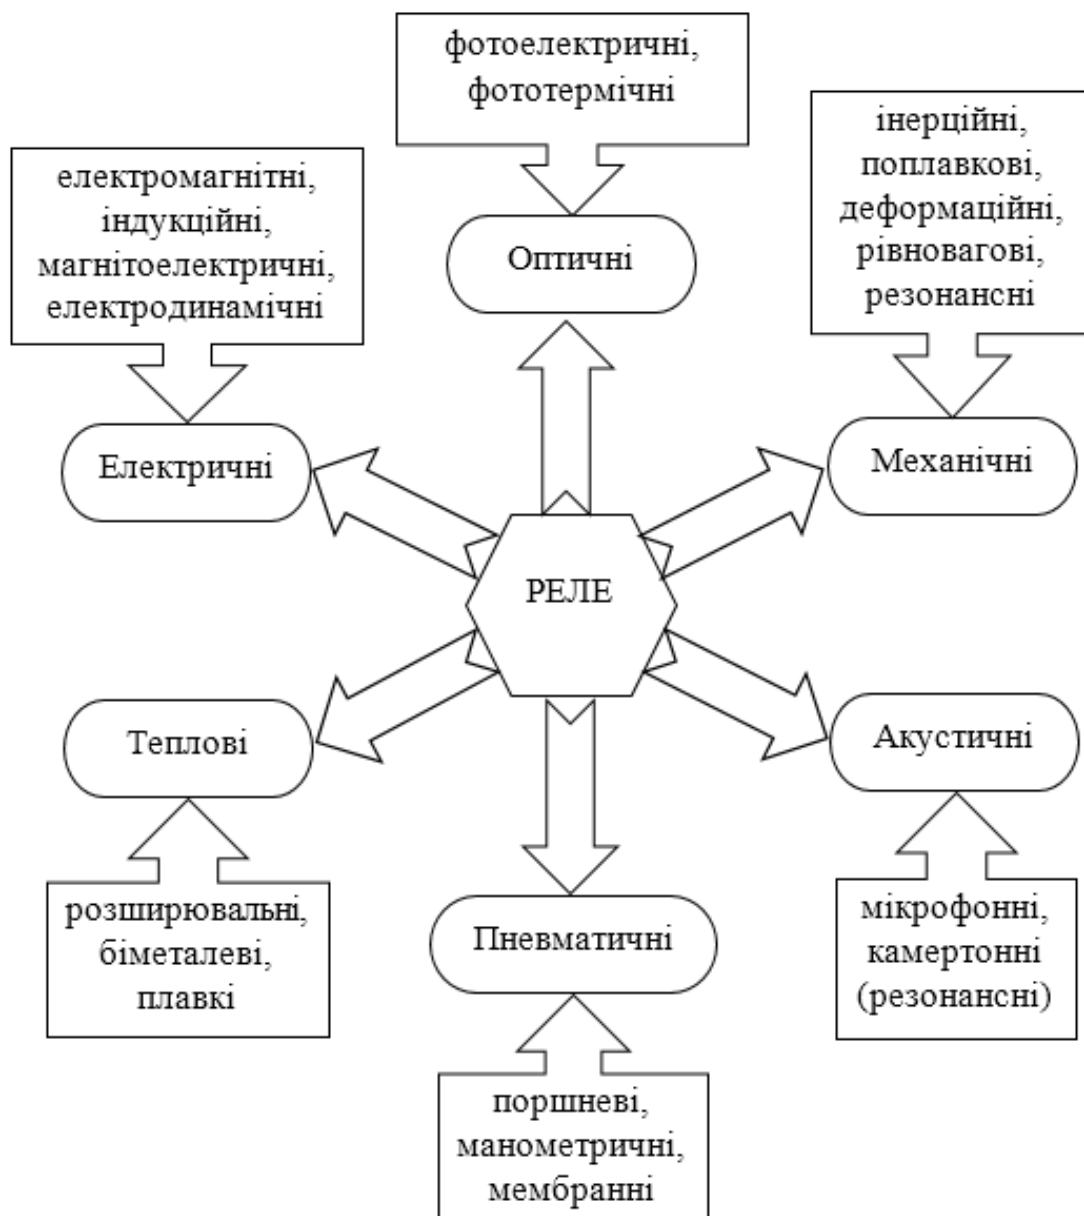 фотоелектричні,
фототермічні
інерційні,
поплавкові,
деформаційні,
рівновагові,
резонансні
електромагнітні,
індукційні,
магнітоелектричні,
електродинамічні
Оптичні
Електричні
Механічні
РЕЛЕ
Теплові
Акустичні
розширювальні,
біметалеві,
плавкі
Пневматичні
мікрофонні,
камертонні
(резонансні)
поршневі,
манометричні,
мембранні